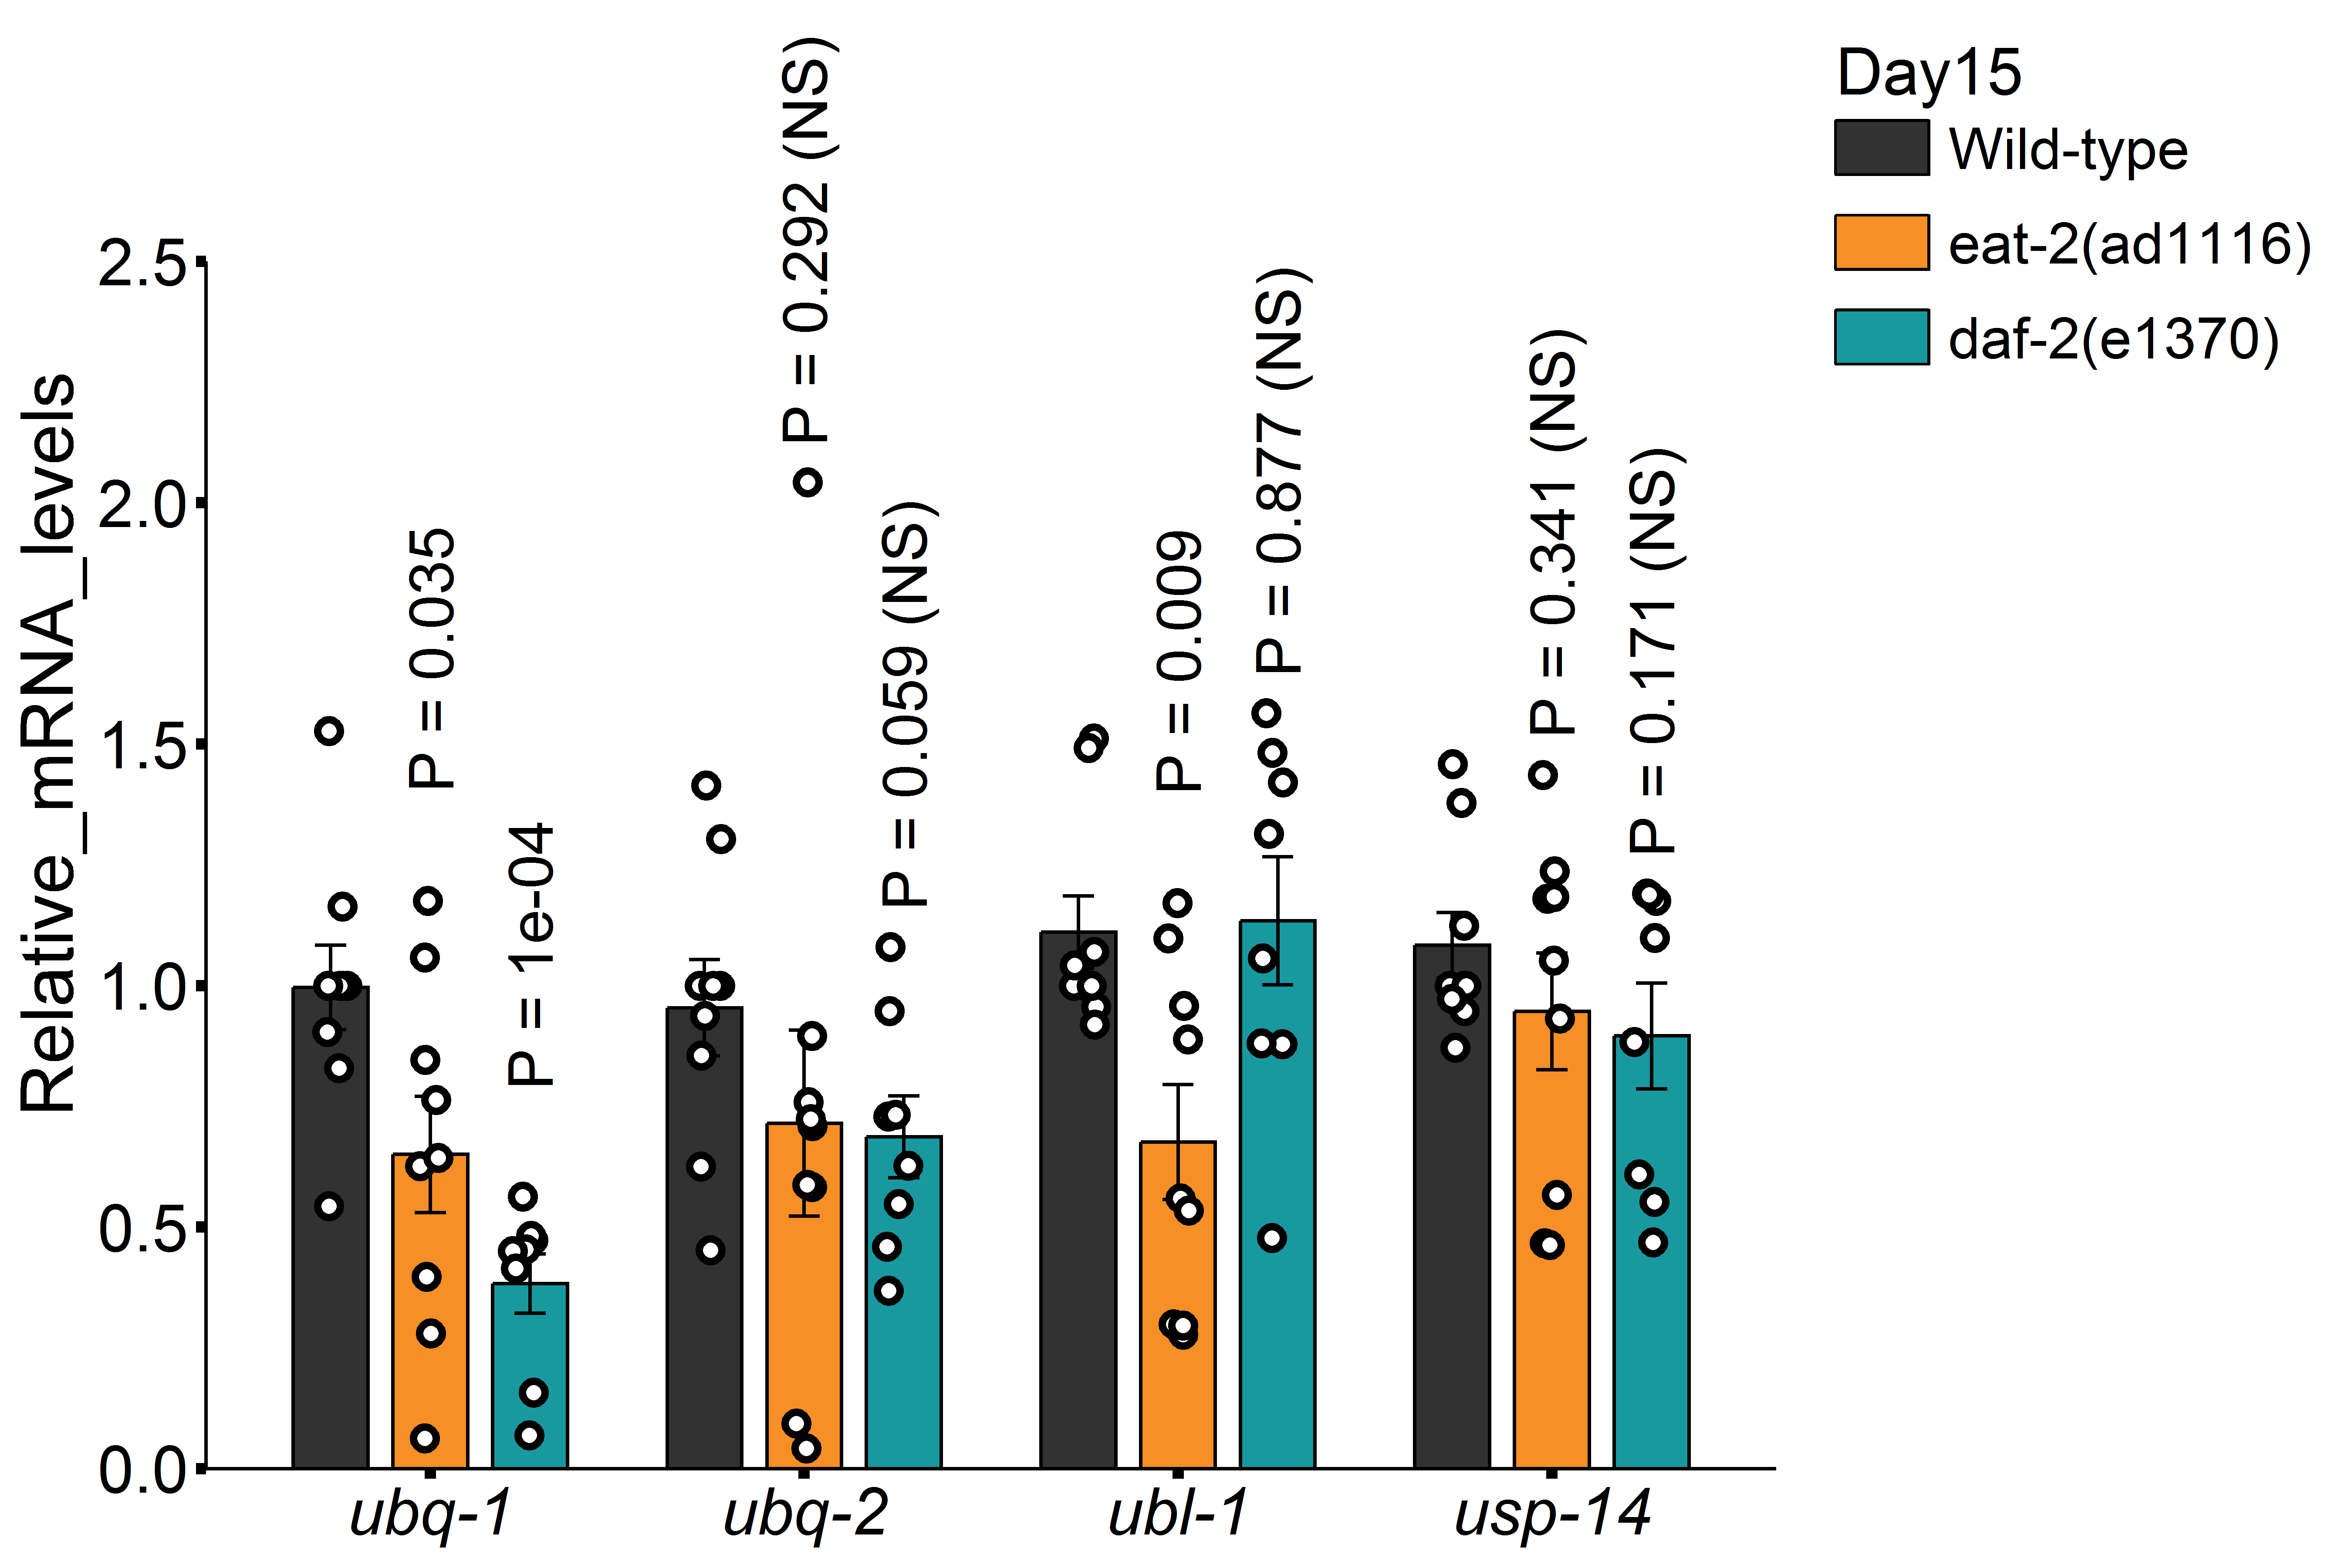 Day15
Wild-type
eat-2(ad1116)
daf-2(e1370)
Relative_mRNA_levels
2.5
2.0
1.5
1.0
0.5
0.0
P = 0.035
P = 1e-04
P = 0.292 (NS)
P = 0.059 (NS)
P = 0.009
P = 0.877 (NS)
P = 0.341 (NS)
P = 0.171 (NS)
ubq-1
ubq-2
ubl-1
usp-14